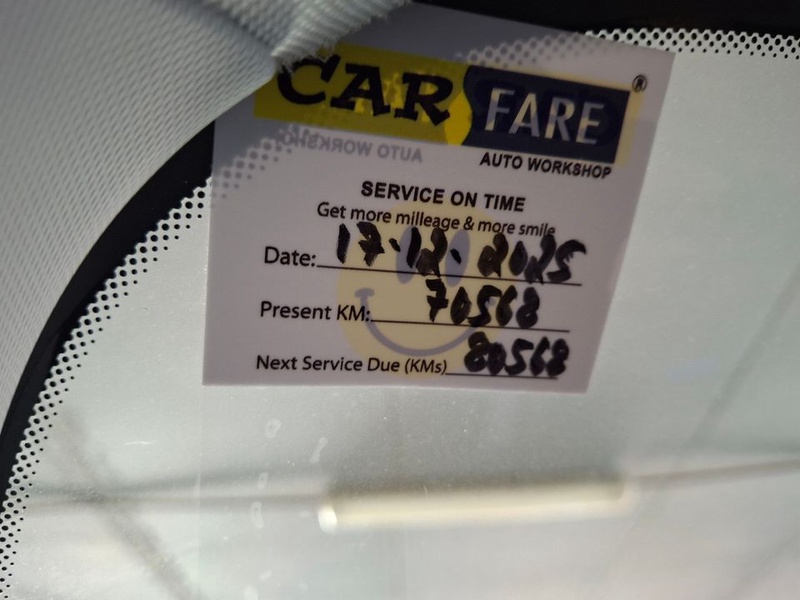 CAR FARE ®
AUTO WORKSHOP
SERVICE ON TIME
Get more milleage & more smile
Date: 17-12-2025
Present KM: 70568
Next Service Due (KMs) 80568